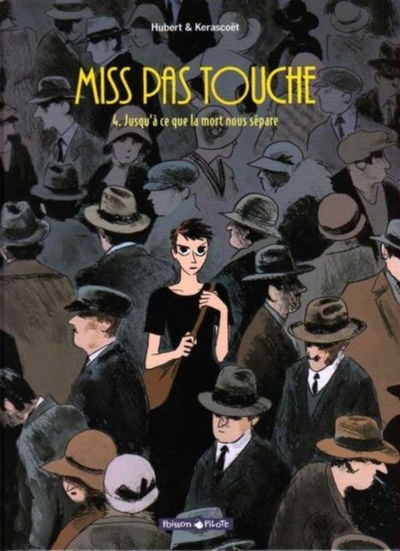 Hubert & Kerascoët
MISS PAS TOUCHE
4. Jusqu'à ce que la mort nous sépare
Poisson Pilote